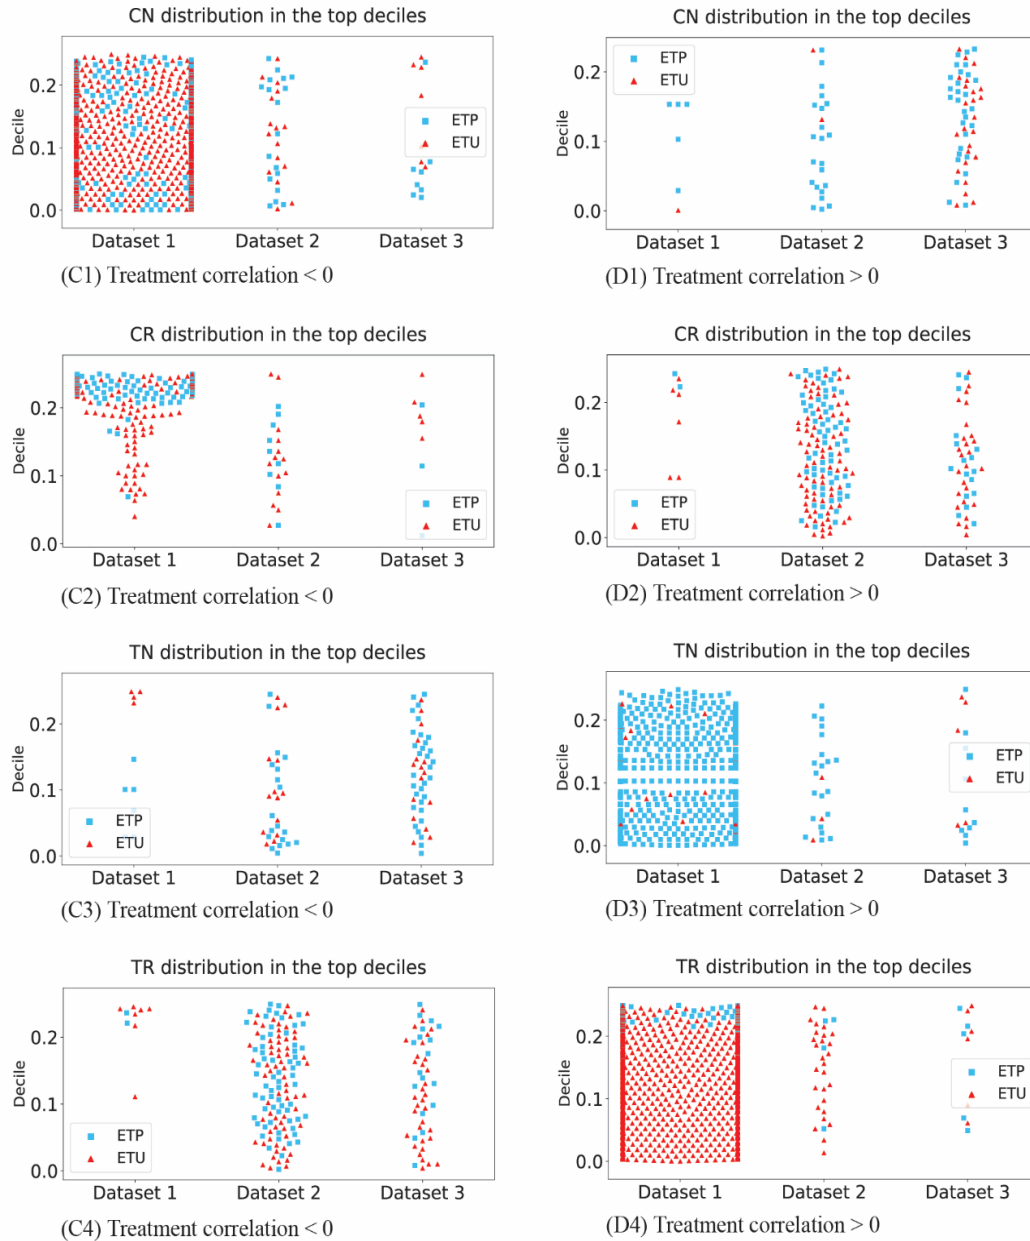 CN distribution in the top deciles
Decile
0.2
0.1
0.0
ETP
ETU
Dataset 1 Dataset 2 Dataset 3
(C1) Treatment correlation < 0
CN distribution in the top deciles
Decile
0.2
0.1
0.0
ETP
ETU
Dataset 1 Dataset 2 Dataset 3
(D1) Treatment correlation > 0
CR distribution in the top deciles
Decile
0.2
0.1
0.0
ETP
ETU
Dataset 1 Dataset 2 Dataset 3
(C2) Treatment correlation < 0
CR distribution in the top deciles
Decile
0.2
0.1
0.0
ETP
ETU
Dataset 1 Dataset 2 Dataset 3
(D2) Treatment correlation > 0
TN distribution in the top deciles
Decile
0.2
0.1
0.0
ETP
ETU
Dataset 1 Dataset 2 Dataset 3
(C3) Treatment correlation < 0
TN distribution in the top deciles
Decile
0.2
0.1
0.0
ETP
ETU
Dataset 1 Dataset 2 Dataset 3
(D3) Treatment correlation > 0
TR distribution in the top deciles
Decile
0.2
0.1
0.0
ETP
ETU
Dataset 1 Dataset 2 Dataset 3
(C4) Treatment correlation < 0
TR distribution in the top deciles
Decile
0.2
0.1
0.0
ETP
ETU
Dataset 1 Dataset 2 Dataset 3
(D4) Treatment correlation > 0